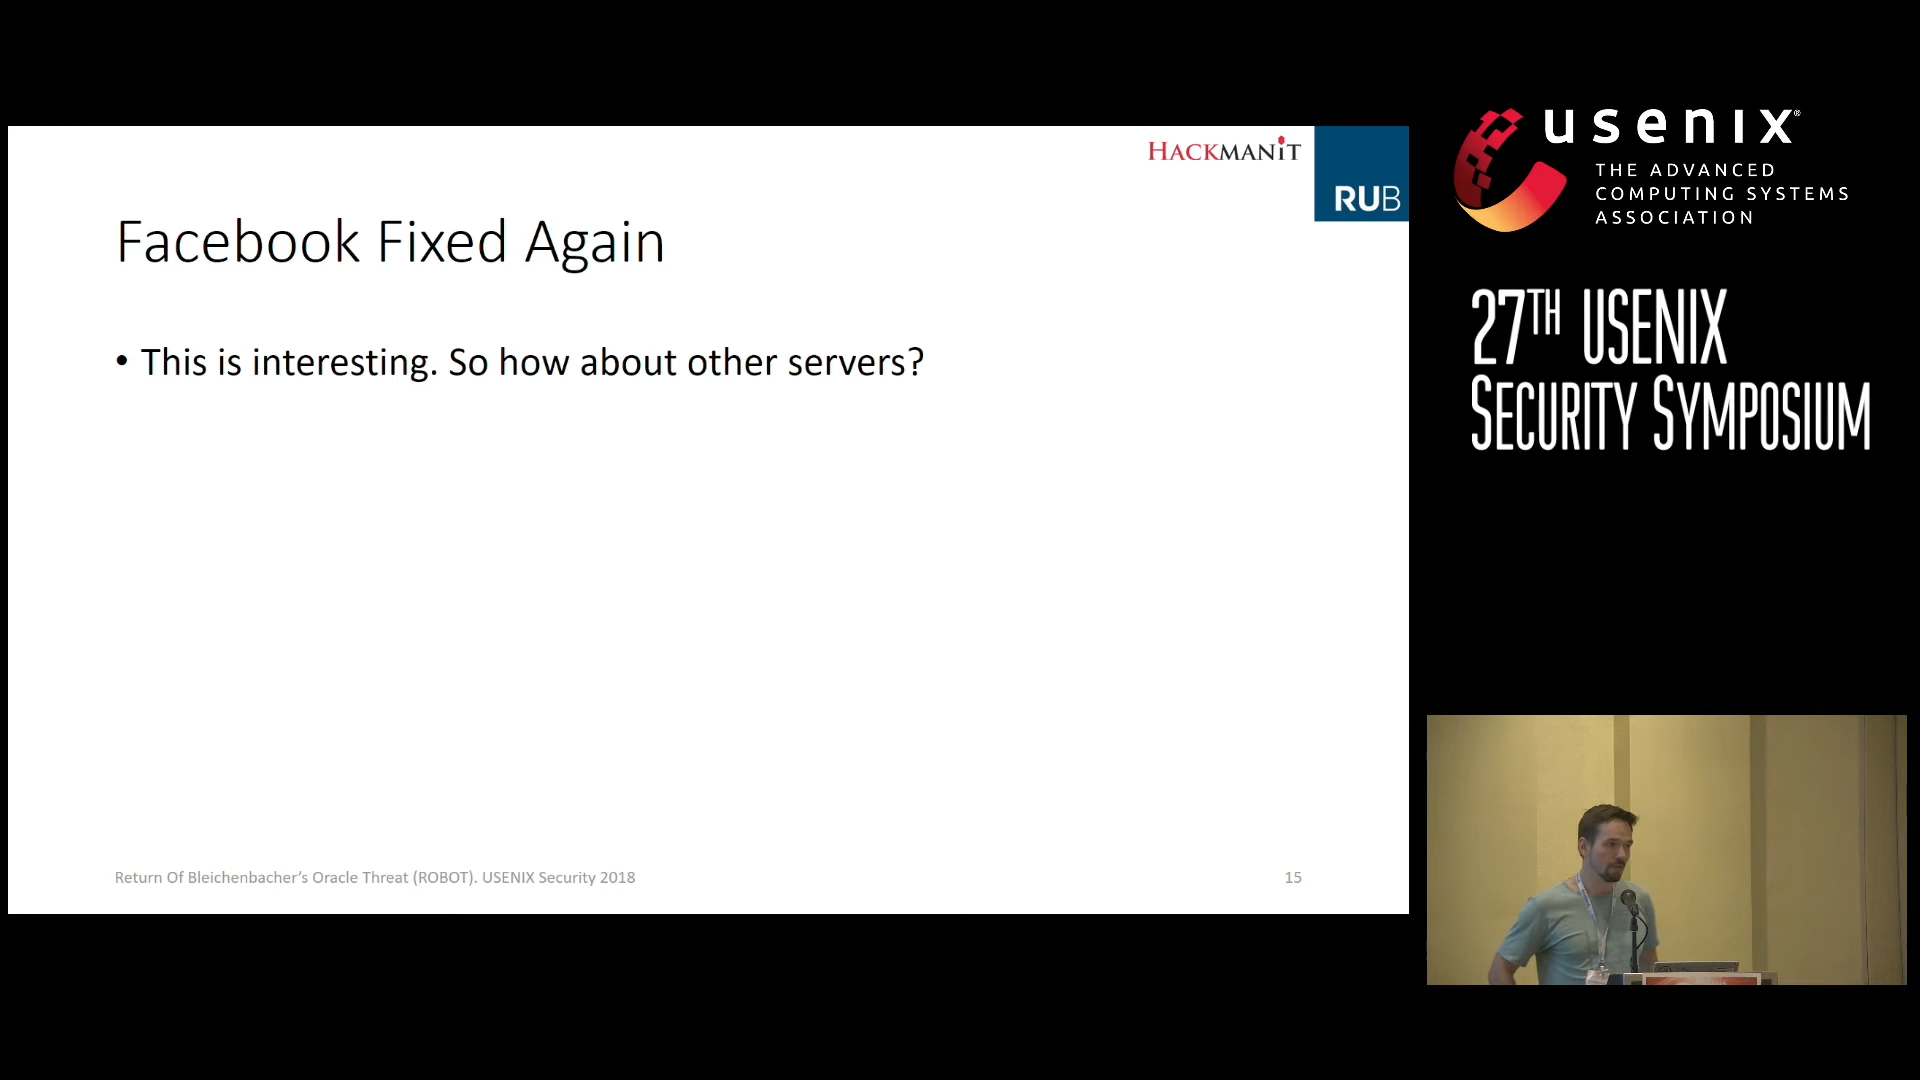 HACKMANIT
RUB
Facebook Fixed Again
• This is interesting. So how about other servers?
Return Of Bleichenbacher's Oracle Threat (ROBOT). USENIX Security 2018
15
usenix®
THE ADVANCED
COMPUTING SYSTEMS
ASSOCIATION
27TH USENIX
SECURITY SYMPOSIUM